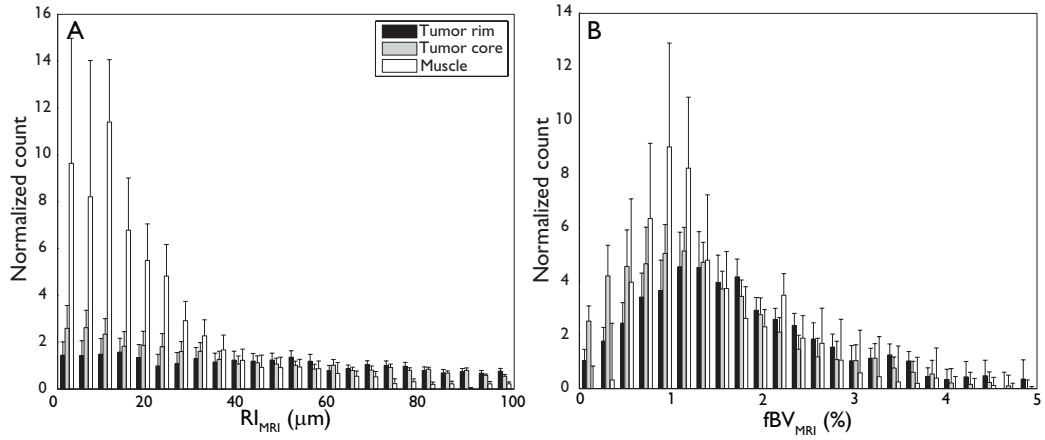 A
Tumor rim
Tumor core
Muscle
Normalized count
16
14
12
10
8
6
4
2
0
0 20 40 60 80 100
RI_MRI (μm)
B
Normalized count
14
12
10
8
6
4
2
0
0 1 2 3 4 5
fBV_MRI (%)